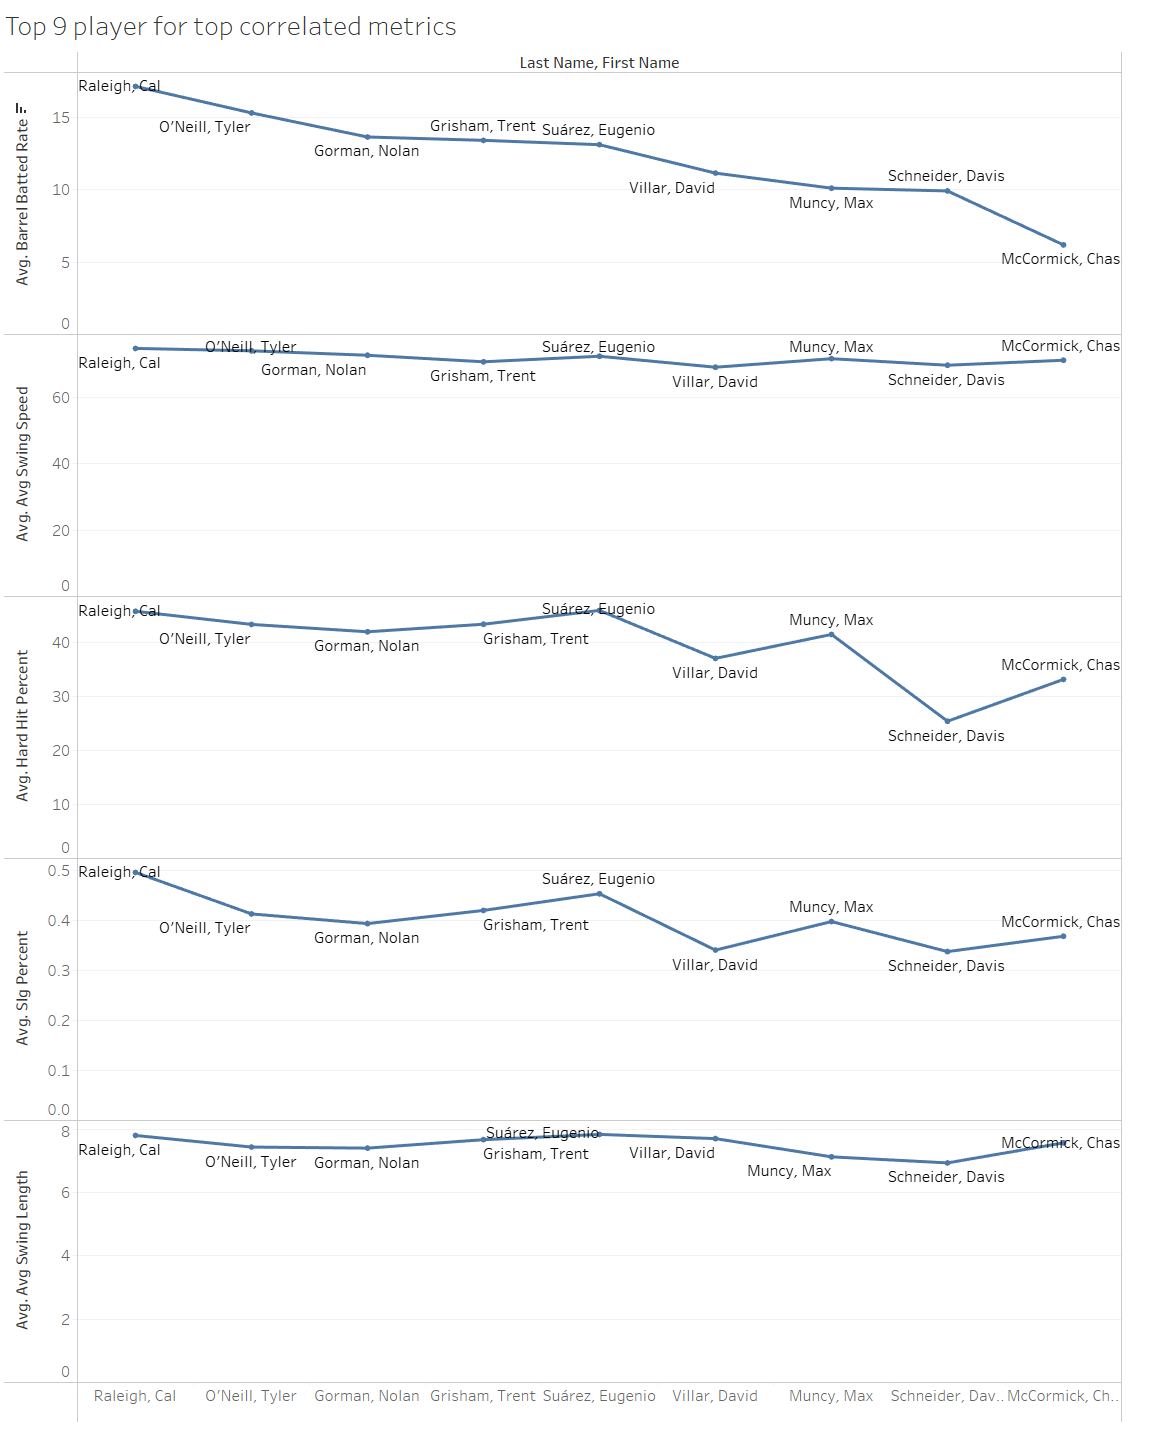 Top 9 player for top correlated metrics
Last Name, First Name
Avg. Barrel Batted Rate
15
10
5
0
Raleigh, Cal
O’Neill, Tyler
Gorman, Nolan
Grisham, Trent
Suárez, Eugenio
Villar, David
Muncy, Max
Schneider, Davis
McCormick, Chas
Avg. Avg Swing Speed
60
40
20
0
Raleigh, Cal
O’Neill, Tyler
Gorman, Nolan
Grisham, Trent
Suárez, Eugenio
Villar, David
Muncy, Max
Schneider, Davis
McCormick, Chas
Avg. Hard Hit Percent
40
30
20
10
0
Raleigh, Cal
O’Neill, Tyler
Gorman, Nolan
Grisham, Trent
Suárez, Eugenio
Villar, David
Muncy, Max
Schneider, Davis
McCormick, Chas
Avg. Slg Percent
0.5
0.4
0.3
0.2
0.1
0.0
Raleigh, Cal
O’Neill, Tyler
Gorman, Nolan
Grisham, Trent
Suárez, Eugenio
Villar, David
Muncy, Max
Schneider, Davis
McCormick, Chas
Avg. Avg Swing Length
8
6
4
2
0
Raleigh, Cal
O’Neill, Tyler
Gorman, Nolan
Suárez, Eugenio
Grisham, Trent
Villar, David
Muncy, Max
Schneider, Davis
McCormick, Chas
Raleigh, Cal O’Neill, Tyler Gorman, Nolan Grisham, Trent Suárez, Eugenio Villar, David Muncy, Max Schneider, Dav.. McCormick, Ch..